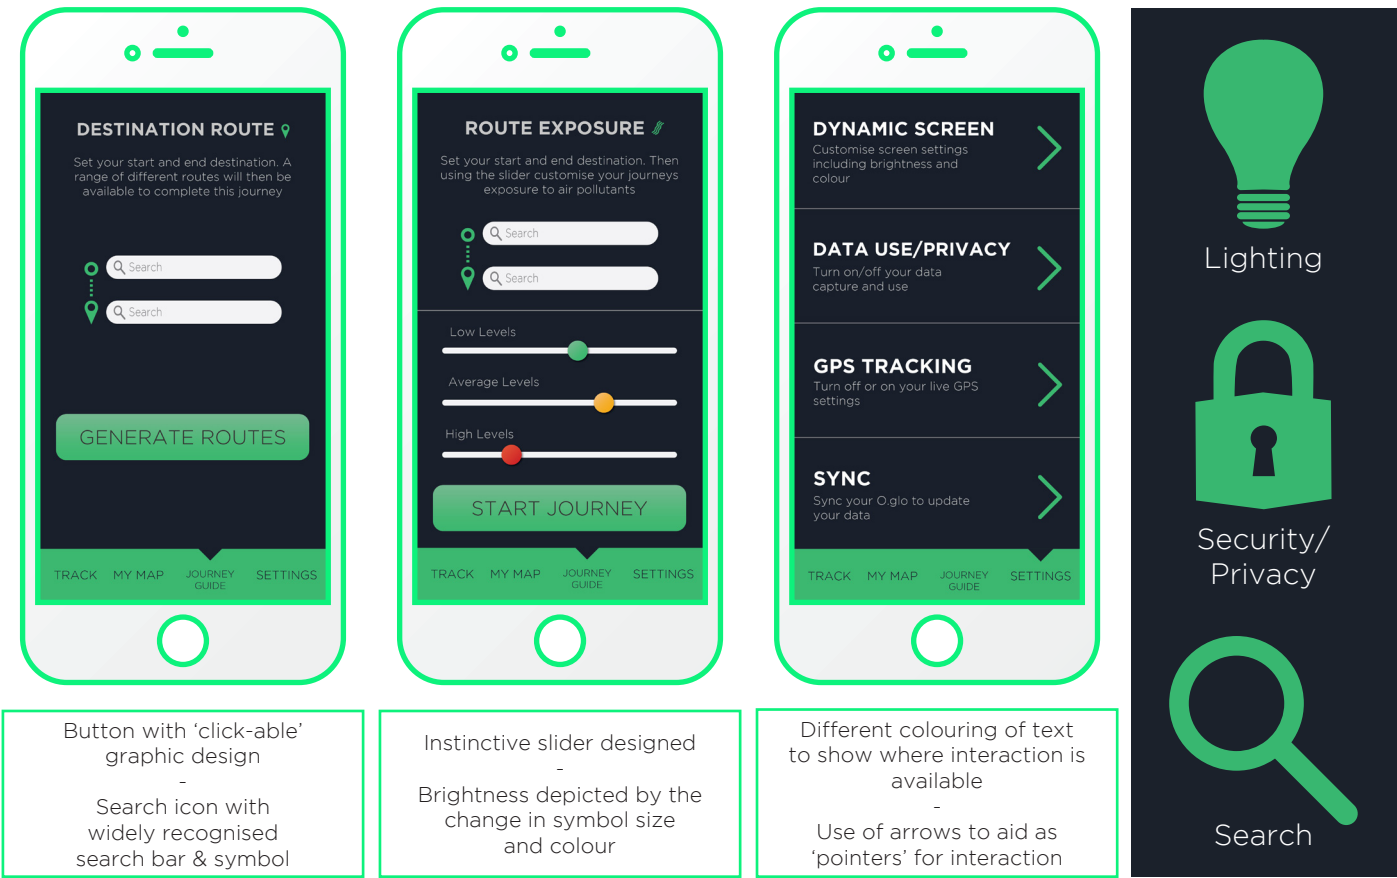 DESTINATION ROUTE
Set your start and end destination. A
range of different routes will then be
available to complete this journey
Search
Search
GENERATE ROUTES
TRACK MY MAP JOURNEY GUIDE SETTINGS
Button with ‘click-able’
graphic design
-
Search icon with
widely recognised
search bar & symbol
ROUTE EXPOSURE
Set your start and end destination. Then
using the slider customise your journeys
exposure to air pollutants
Search
Search
Low Levels
Average Levels
High Levels
START JOURNEY
TRACK MY MAP JOURNEY GUIDE SETTINGS
Instinctive slider designed
-
Brightness depicted by the
change in symbol size
and colour
DYNAMIC SCREEN
Customise screen settings
including brightness and
colour
DATA USE/PRIVACY
Turn on/off your data
capture and use
GPS TRACKING
Turn off or on your live GPS
settings
SYNC
Sync your O.glo to update
your data
TRACK MY MAP JOURNEY GUIDE SETTINGS
Different colouring of text
to show where interaction is
available
-
Use of arrows to aid as
‘pointers’ for interaction
Lighting
Security/
Privacy
Search